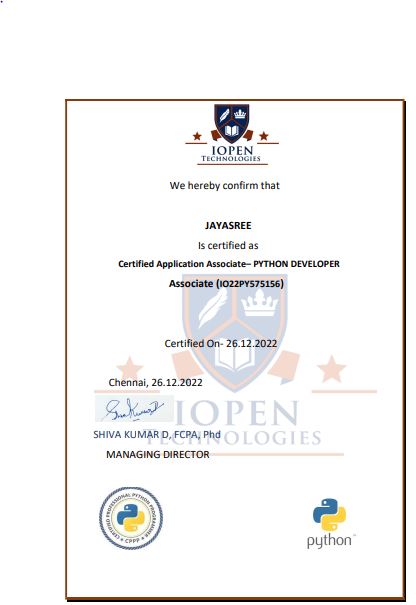 IOPEN
TECHNOLOGIES
We hereby confirm that
JAYASREE
Is certified as
Certified Application Associate– PYTHON DEVELOPER
Associate (IO22PY575156)
Certified On- 26.12.2022
Chennai, 26.12.2022
IOPEN
TECHNOLOGIES
SHIVA KUMAR D, FCPA, Phd
MANAGING DIRECTOR
CERTIFIED PROFESSIONAL PYTHON PROGRAMMER
CPPP
python™